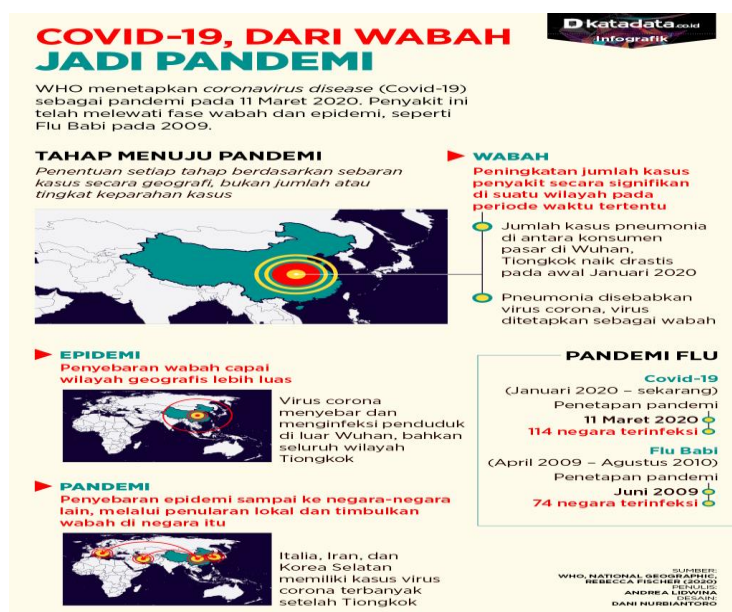 Dkatadata.co.id
Infografik
COVID-19, DARI WABAH
JADI PANDEMI
WHO menetapkan coronavirus disease (Covid-19)
sebagai pandemi pada 11 Maret 2020. Penyakit ini
telah melewati fase wabah dan epidemi, seperti
Flu Babi pada 2009.
TAHAP MENUJU PANDEMI
Penentuan setiap tahap berdasarkan sebaran
kasus secara geografi, bukan jumlah atau
tingkat keparahan kasus
WABAH
Peningkatan jumlah kasus
penyakit secara signifikan
di suatu wilayah pada
periode waktu tertentu
Jumlah kasus pneumonia
di antara konsumen
pasar di Wuhan,
Tiongkok naik drastis
pada awal Januari 2020
Pneumonia disebabkan
virus corona, virus
ditetapkan sebagai wabah
EPIDEMI
Penyebaran wabah capai
wilayah geografis lebih luas
Virus corona
menyebar dan
menginfeksi penduduk
di luar Wuhan, bahkan
seluruh wilayah
Tiongkok
PANDEMI
Penyebaran epidemi sampai ke negara-negara
lain, melalui penularan lokal dan timbulkan
wabah di negara itu
Italia, Iran, dan
Korea Selatan
memiliki kasus virus
corona terbanyak
setelah Tiongkok
PANDEMI FLU
Covid-19
(Januari 2020 – sekarang)
Penetapan pandemi
11 Maret 2020
114 negara terinfeksi
Flu Babi
(April 2009 – Agustus 2010)
Penetapan pandemi
Juni 2009
74 negara terinfeksi
SUMBER:
WHO, NATIONAL GEOGRAPHIC,
REBECCA FISCHER (2020)
PENULIS:
ANDREA LIDWINA
DESAIN:
DANI NURBIANTORO